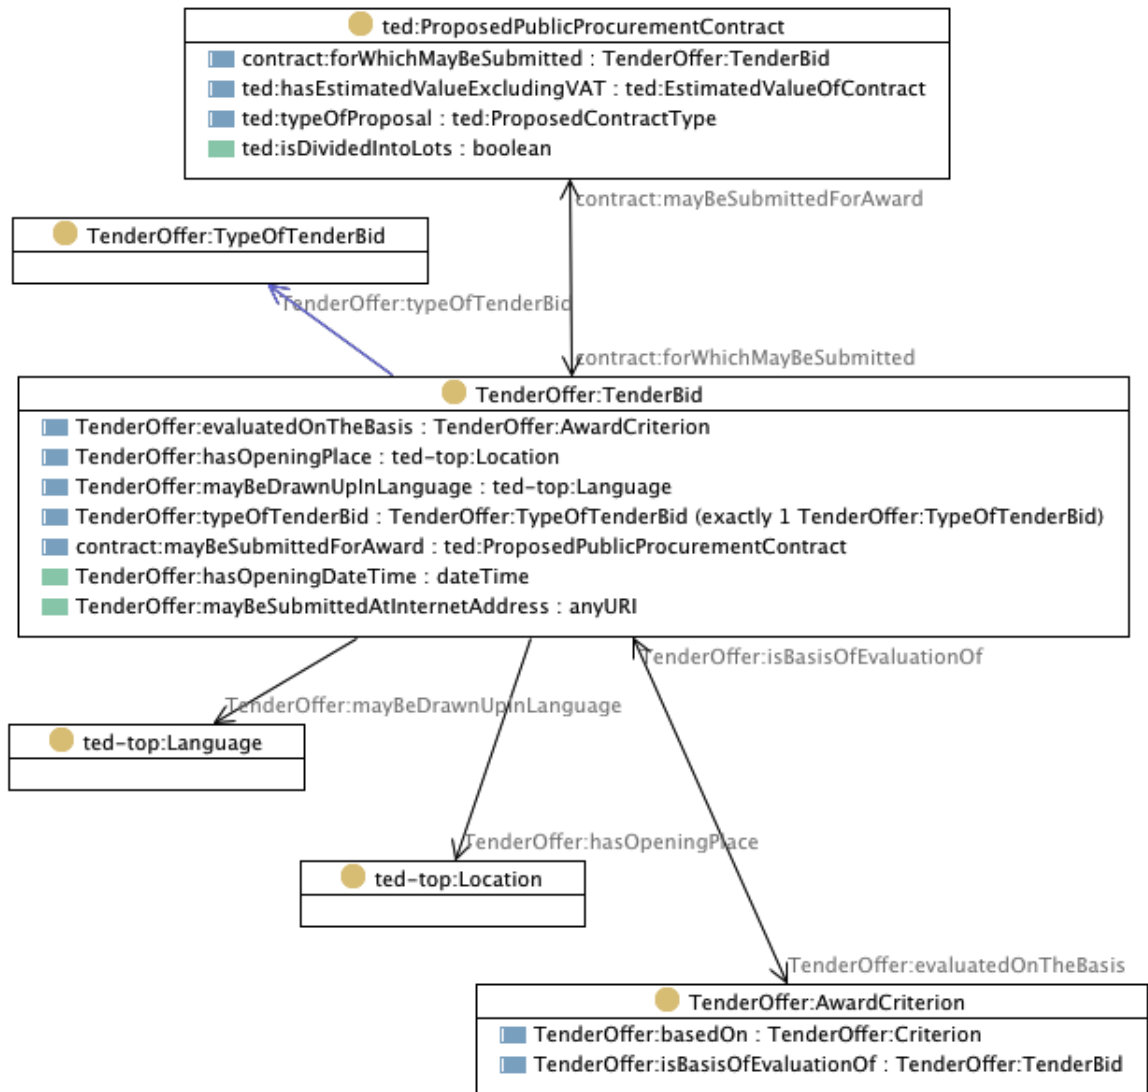 ted:ProposedPublicProcurementContract
contract:forWhichMayBeSubmitted : TenderOffer:TenderBid
ted:hasEstimatedValueExcludingVAT : ted:EstimatedValueOfContract
ted:typeOfProposal : ted:ProposedContractType
ted:isDividedIntoLots : boolean
contract:mayBeSubmittedForAward
TenderOffer:TypeOfTenderBid
TenderOffer:typeOfTenderBid
contract:forWhichMayBeSubmitted
TenderOffer:TenderBid
TenderOffer:evaluatedOnTheBasis : TenderOffer:AwardCriterion
TenderOffer:hasOpeningPlace : ted-top:Location
TenderOffer:mayBeDrawnUpInLanguage : ted-top:Language
TenderOffer:typeOfTenderBid : TenderOffer:TypeOfTenderBid (exactly 1 TenderOffer:TypeOfTenderBid)
contract:mayBeSubmittedForAward : ted:ProposedPublicProcurementContract
TenderOffer:hasOpeningDateTime : dateTime
TenderOffer:mayBeSubmittedAtInternetAddress : anyURI
TenderOffer:isBasisOfEvaluationOf
TenderOffer:mayBeDrawnUpInLanguage
ted-top:Language
TenderOffer:hasOpeningPlace
ted-top:Location
TenderOffer:evaluatedOnTheBasis
TenderOffer:AwardCriterion
TenderOffer:basedOn : TenderOffer:Criterion
TenderOffer:isBasisOfEvaluationOf : TenderOffer:TenderBid